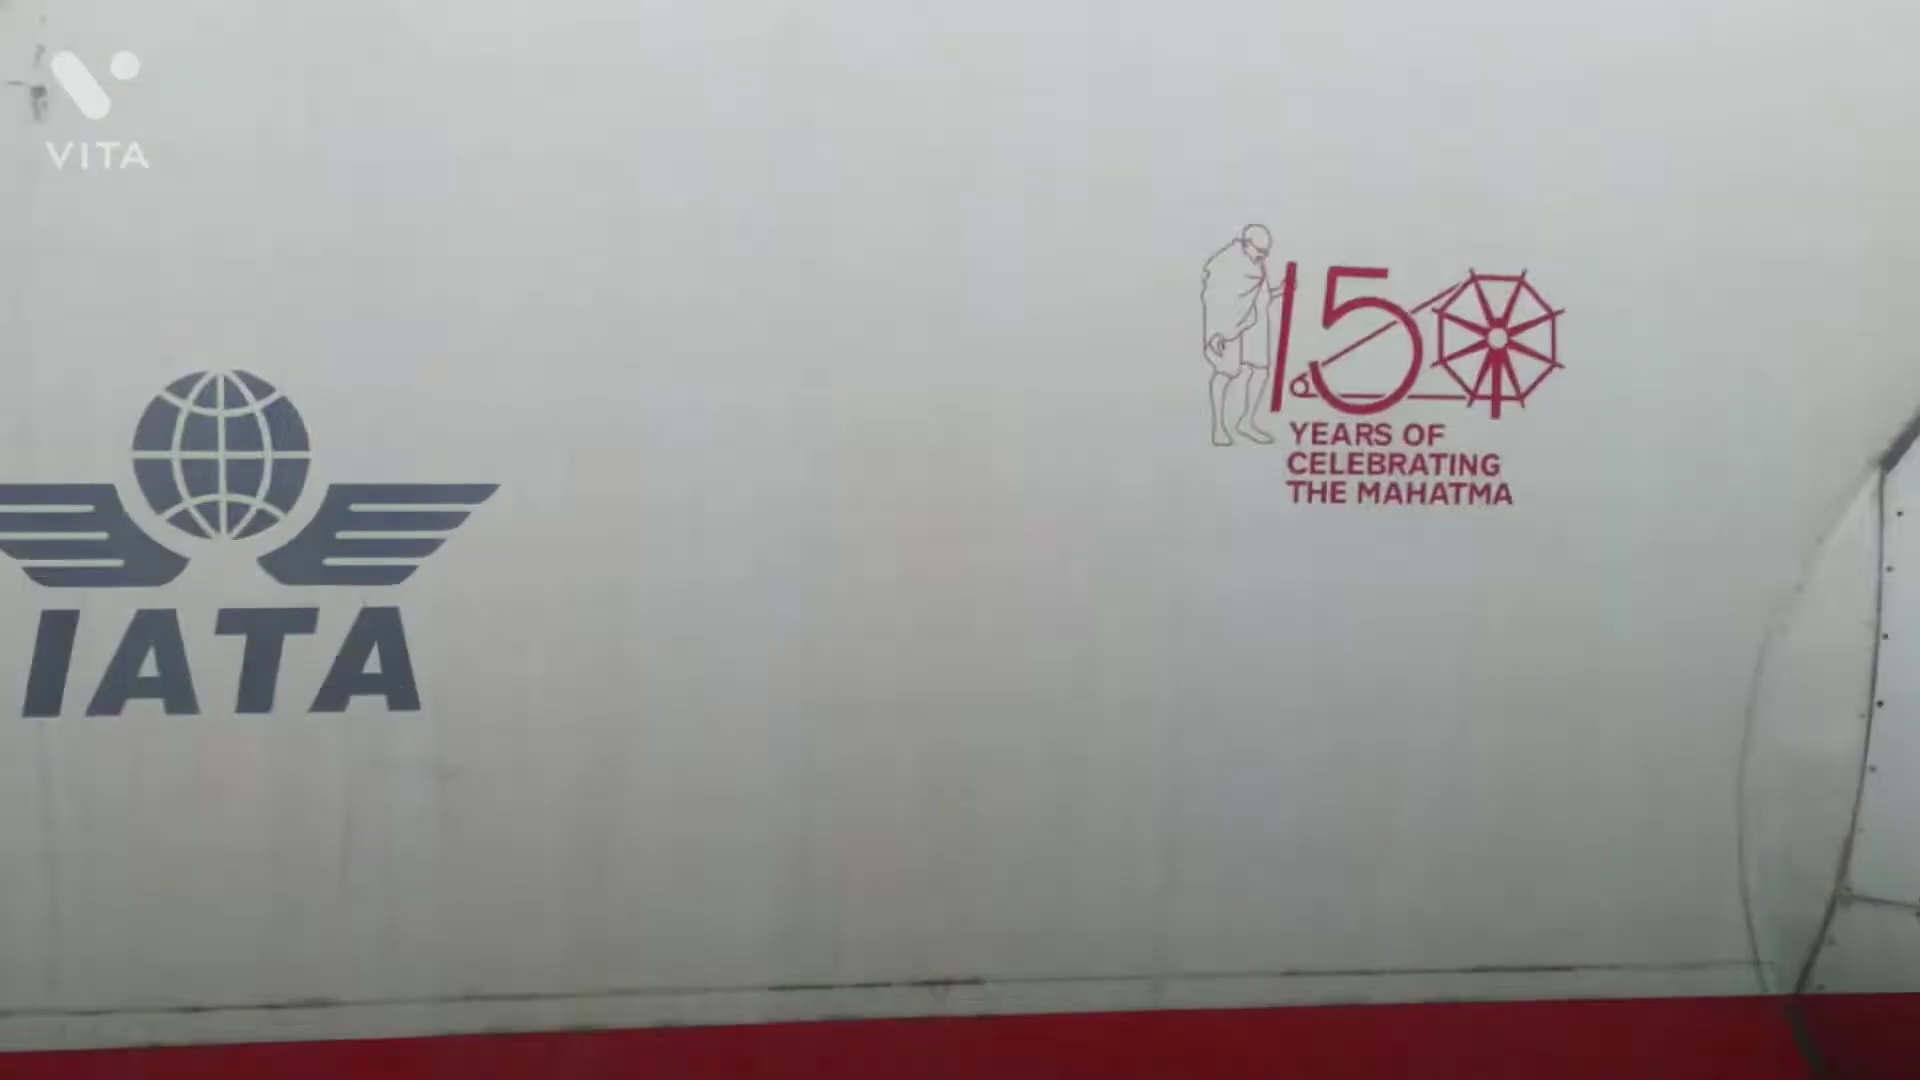 VITA
150
YEARS OF
CELEBRATING
THE MAHATMA
IATA